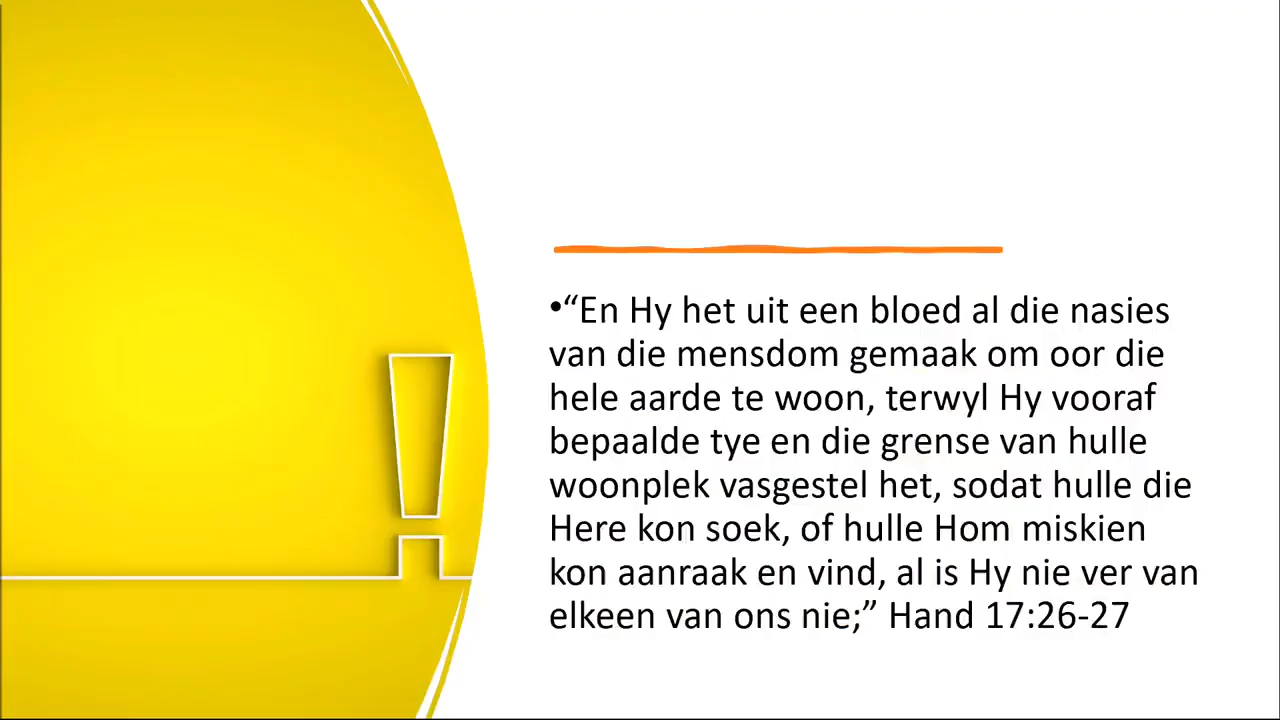 •“En Hy het uit een bloed al die nasies
van die mensdom gemaak om oor die
hele aarde te woon, terwyl Hy vooraf
bepaalde tye en die grense van hulle
woonplek vasgestel het, sodat hulle die
Here kon soek, of hulle Hom miskien
kon aanraak en vind, al is Hy nie ver van
elkeen van ons nie;” Hand 17:26-27